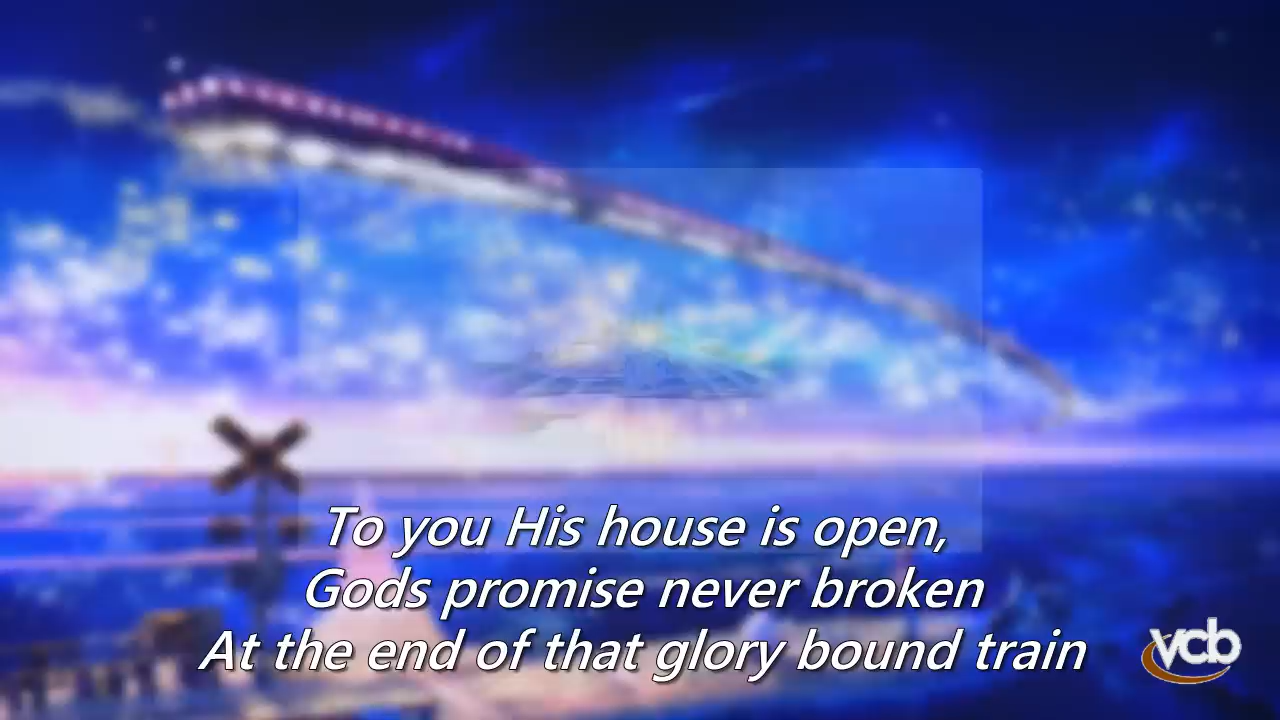 To you His house is open,
Gods promise never broken
At the end of that glory bound train
vcb